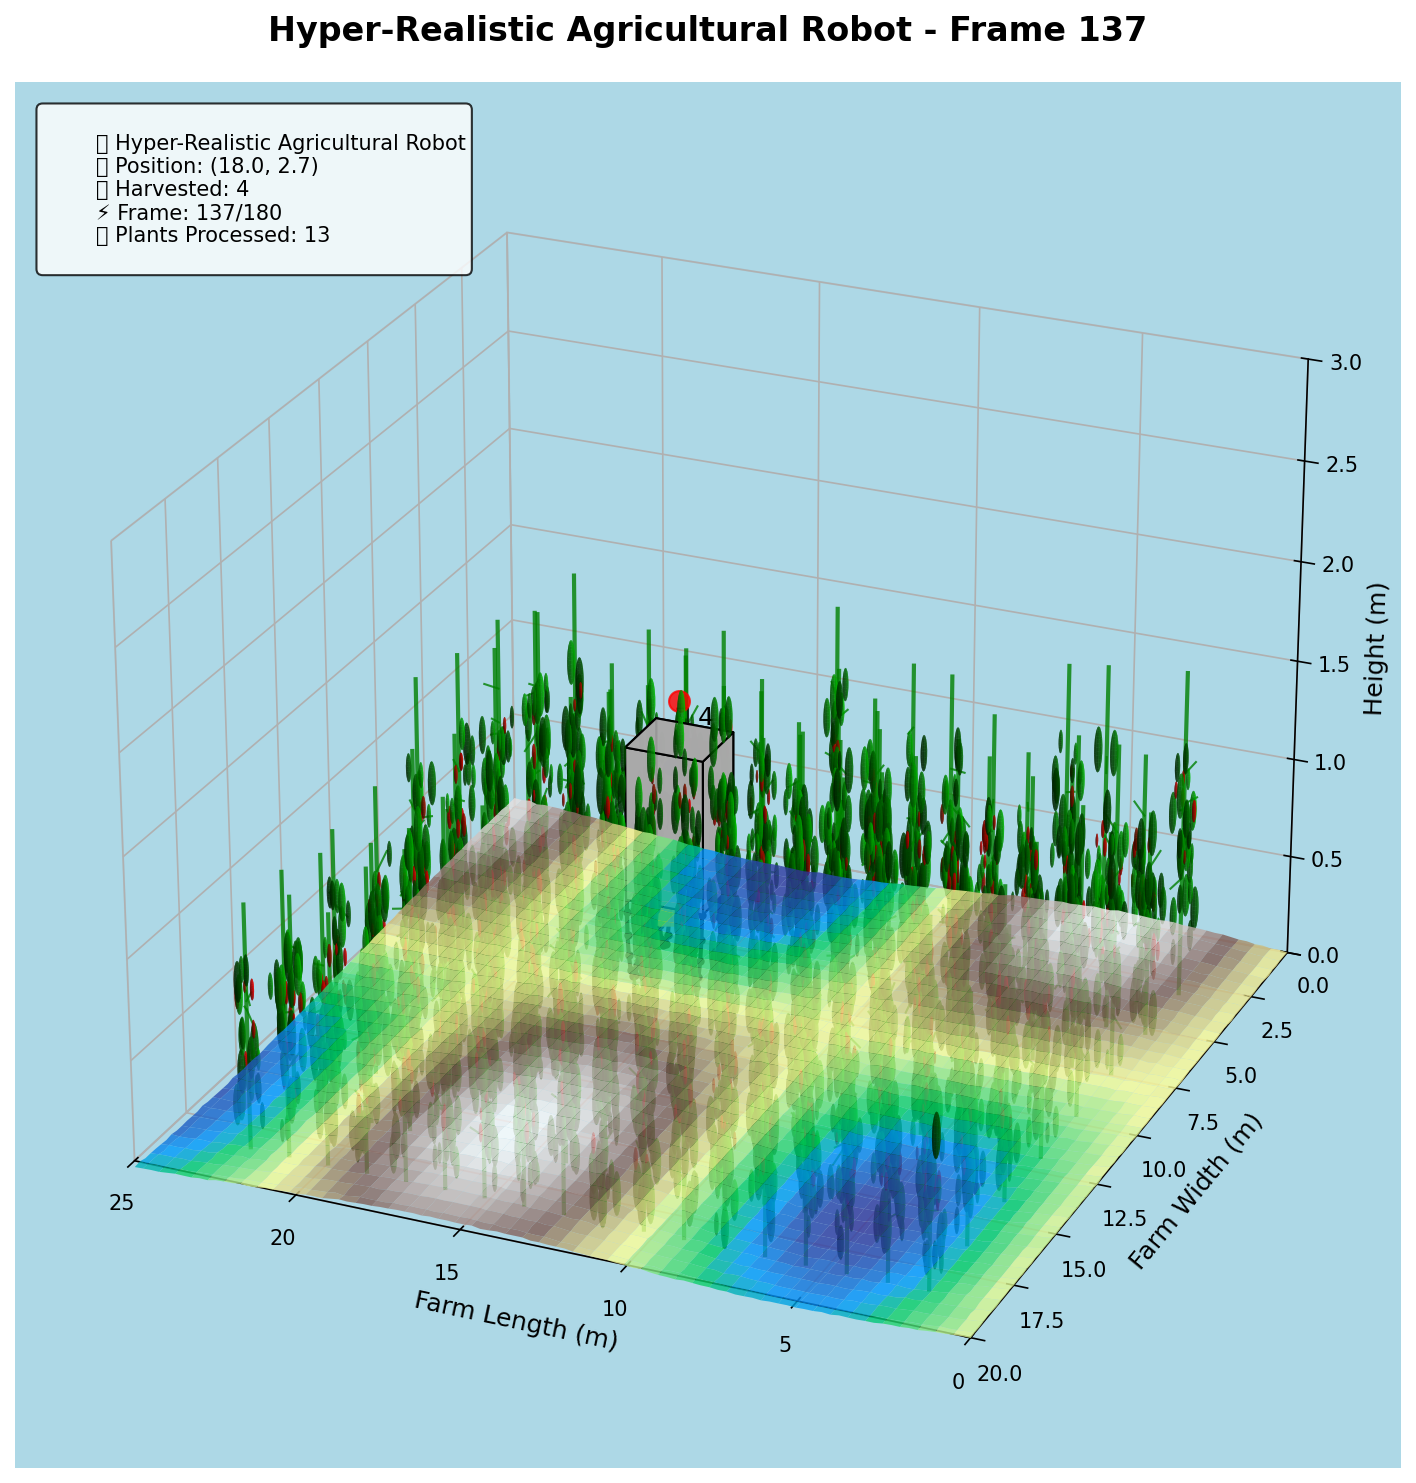 Hyper-Realistic Agricultural Robot - Frame 137
Hyper-Realistic Agricultural Robot
Position: (18.0, 2.7)
Harvested: 4
⚡ Frame: 137/180
Plants Processed: 13
4
3.0
2.5
2.0
1.5
1.0
0.5
0.0
Height (m)
0.0
2.5
5.0
7.5
10.0
12.5
15.0
17.5
20.0
Farm Width (m)
25
20
15
10
5
0
Farm Length (m)